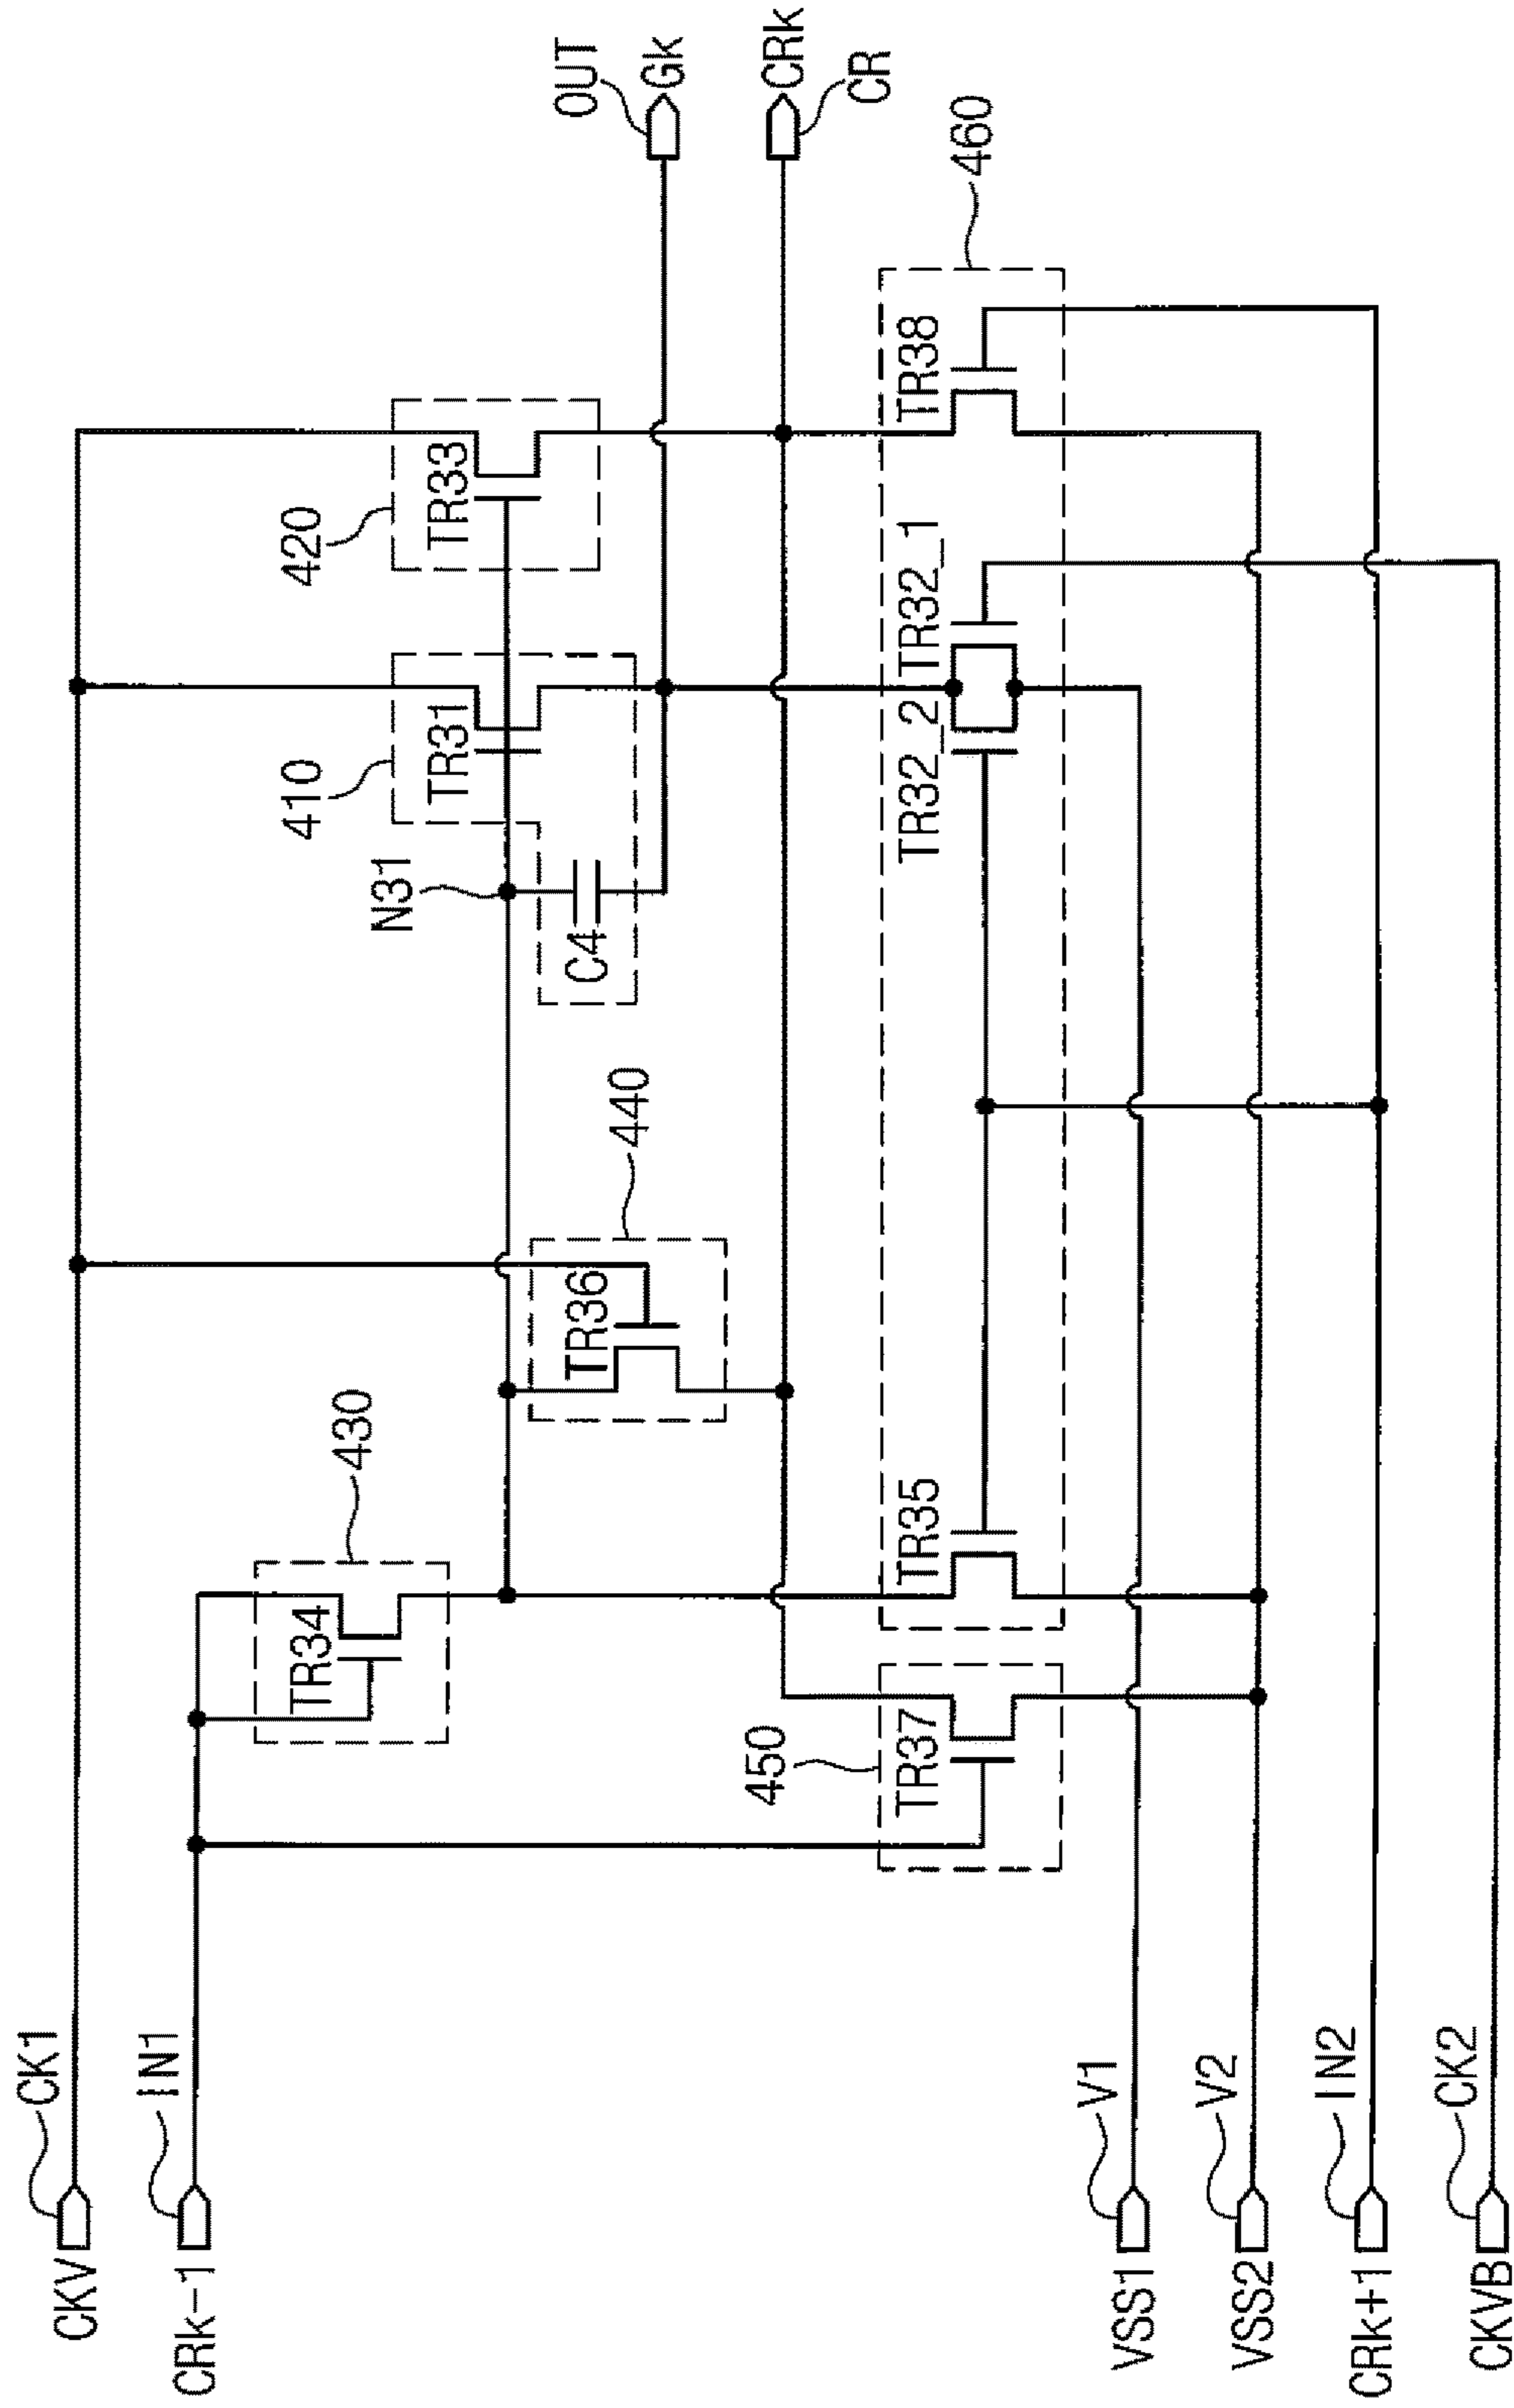 CKV
CK1
CRk-1
IN1
430
TR34
420
TR33
410
TR31
N31
C4
440
TR36
OUT
Gk
CRk
CR
460
450
TR37
TR35
TR32_2
TR32_1
TR38
VSS1
V1
VSS2
V2
CRk+1
IN2
CKVB
CK2